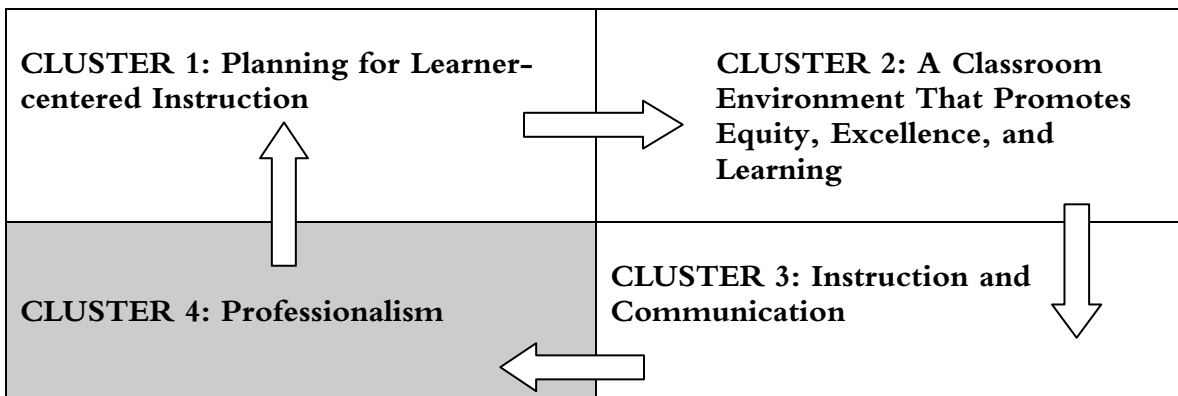 CLUSTER 1: Planning for Learner-
centered Instruction
CLUSTER 2: A Classroom
Environment That Promotes
Equity, Excellence, and
Learning
CLUSTER 4: Professionalism
CLUSTER 3: Instruction and
Communication